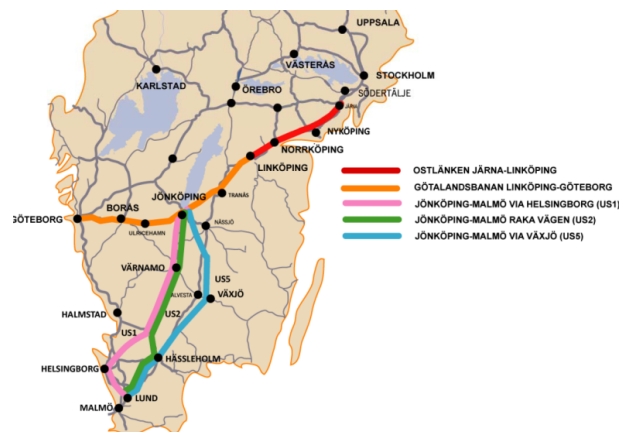 UPPSALA
VÄSTERÅS
STOCKHOLM
KARLSTAD
ÖREBRO
SÖDERTÄLJE
JÄRNA
NYKÖPING
NORRKÖPING
LINKÖPING
OSTLÄNKEN JÄRNA-LINKÖPING
GÖTALANDSBANAN LINKÖPING-GÖTEBORG
JÖNKÖPING-MALMÖ VIA HELSINGBORG (US1)
JÖNKÖPING-MALMÖ RAKA VÄGEN (US2)
JÖNKÖPING-MALMÖ VIA VÄXJÖ (US5)
TRANÅS
JÖNKÖPING
BORÅS
GÖTEBORG
ULRICEHAMN
NÄSSJÖ
VÄRNAMO
US5
ALVESTA
VÄXJÖ
HALMSTAD
US2
US1
HÄSSLEHOLM
HELSINGBORG
LUND
MALMÖ